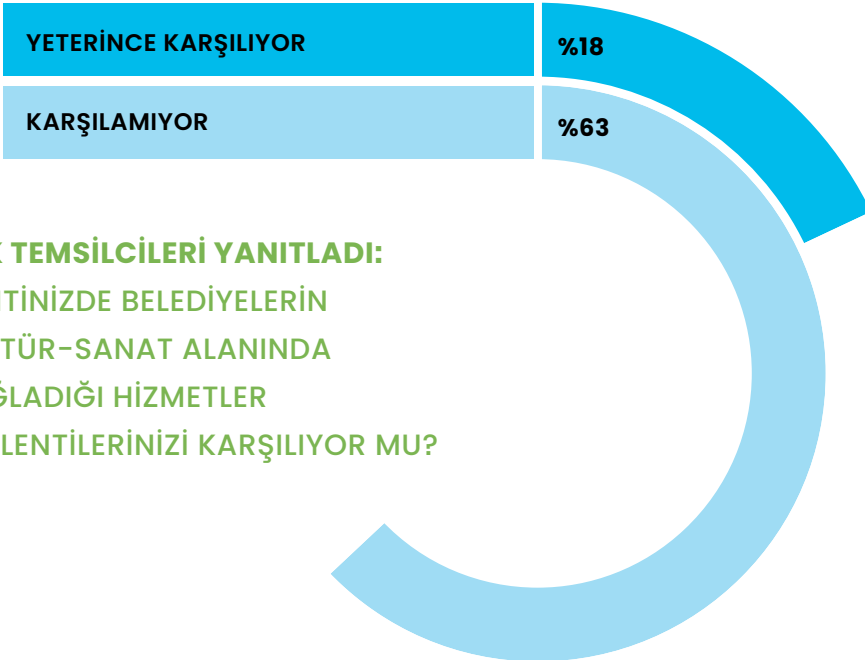 YETERİNCE KARŞILIYOR %18
KARŞILAMIYOR %63
TEMSİLCİLERİ YANITLADI:
BELEDİYELERİN
ALANINDA
HİZMETLER
KARŞILIYOR MU?